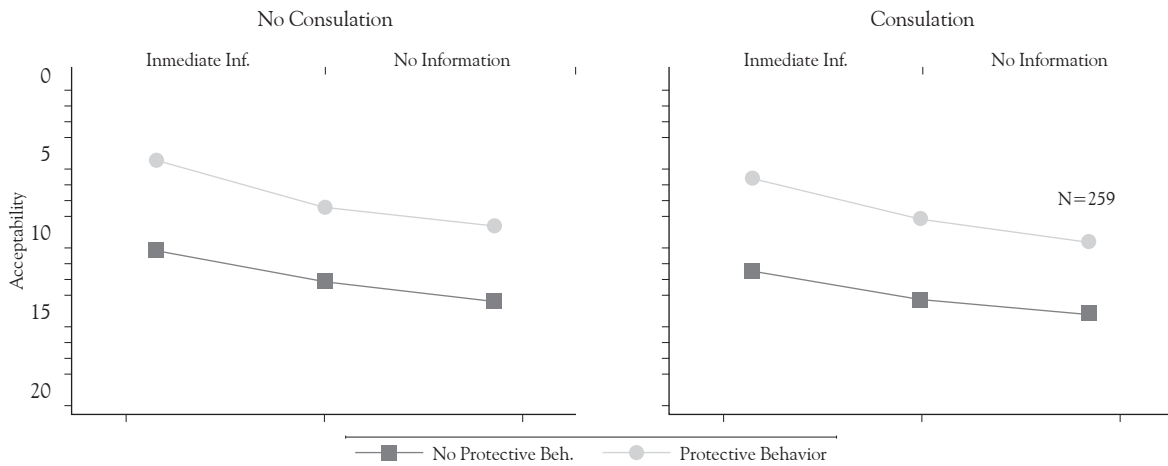 No Consulation
Consulation
Inmediate Inf.
No Information
Inmediate Inf.
No Information
0
5
10
15
20
Acceptability
N=259
No Protective Beh.
Protective Behavior